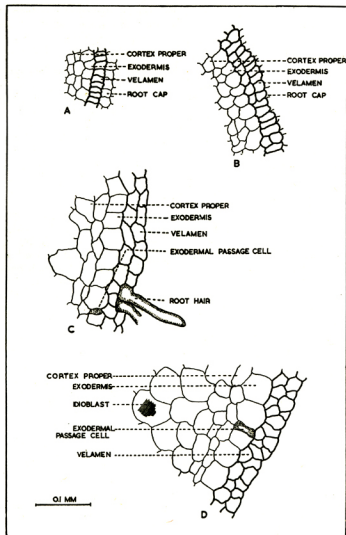 CORTEX PROPER
EXODERMIS
VELAMEN
ROOT CAP
A
CORTEX PROPER
EXODERMIS
VELAMEN
ROOT CAP
B
CORTEX PROPER
EXODERMIS
VELAMEN
EXODERMAL PASSAGE CELL
ROOT HAIR
C
CORTEX PROPER
EXODERMIS
IDIOBLAST
EXODERMAL
PASSAGE CELL
VELAMEN
0.1 MM
D